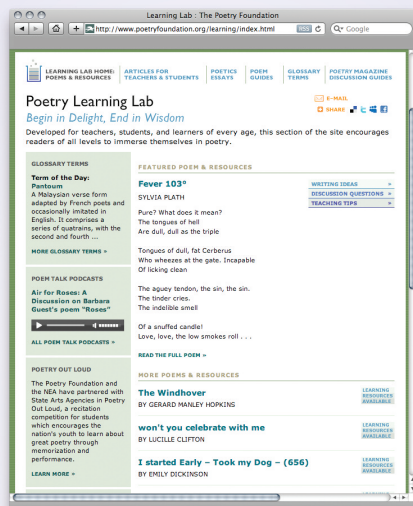 Learning Lab : The Poetry Foundation
http://www.poetryfoundation.org/learning/index.html
RSS
Google
LEARNING LAB HOME:
POEMS & RESOURCES
ARTICLES FOR
TEACHERS & STUDENTS
POETICS
ESSAYS
POEM
GUIDES
GLOSSARY
TERMS
POETRY MAGAZINE
DISCUSSION GUIDES
Poetry Learning Lab
Begin in Delight, End in Wisdom
E-MAIL
SHARE
Developed for teachers, students, and learners of every age, this section of the site encourages
readers of all levels to immerse themselves in poetry.
GLOSSARY TERMS
Term of the Day:
Pantoum
A Malaysian verse form
adapted by French poets and
occasionally imitated in
English. It comprises a
series of quatrains, with the
second and fourth ...
MORE GLOSSARY TERMS »
POEM TALK PODCASTS
Air for Roses: A
Discussion on Barbara
Guest's poem "Roses"
ALL POEM TALK PODCASTS »
POETRY OUT LOUD
The Poetry Foundation and
the NEA have partnered with
State Arts Agencies in Poetry
Out Loud, a recitation
competition for students
which encourages the
nation's youth to learn about
great poetry through
memorization and
performance.
LEARN MORE »
FEATURED POEM & RESOURCES
Fever 103°
SYLVIA PLATH
Pure? What does it mean?
The tongues of hell
Are dull, dull as the triple
Tongues of dull, fat Cerberus
Who wheezes at the gate. Incapable
Of licking clean
The aguey tendon, the sin, the sin.
The tinder cries.
The indelible smell
Of a snuffed candle!
Love, love, the low smokes roll . . .
READ THE FULL POEM »
WRITING IDEAS »
DISCUSSION QUESTIONS »
TEACHING TIPS »
MORE POEMS & RESOURCES
The Windhover
BY GERARD MANLEY HOPKINS
LEARNING
RESOURCES
AVAILABLE
won't you celebrate with me
BY LUCILLE CLIFTON
LEARNING
RESOURCES
AVAILABLE
I started Early – Took my Dog – (656)
BY EMILY DICKINSON
LEARNING
RESOURCES
AVAILABLE